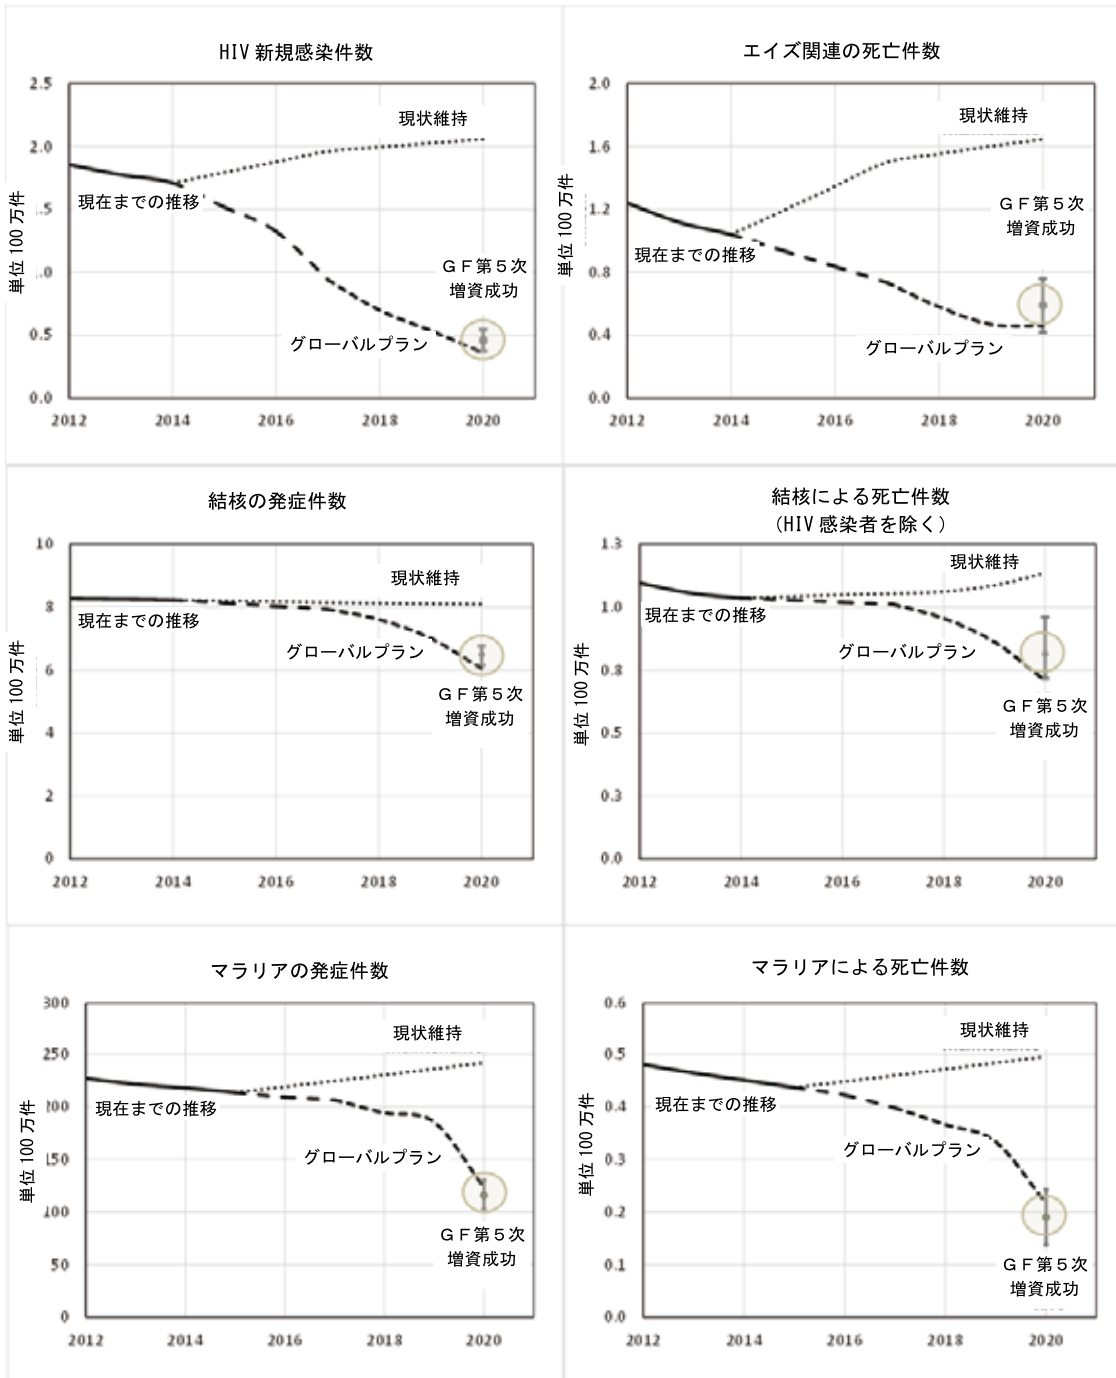 HIV 新規感染件数
2.5
2.0
1.0
0.5
0.0
単位 100 万件
現状維持
現在までの推移
ＧＦ第５次
増資成功
グローバルプラン
2012 2014 2016 2018 2020
エイズ関連の死亡件数
2.0
1.6
1.2
0.8
0.4
0.0
単位 100 万件
現状維持
ＧＦ第５次
増資成功
現在までの推移
グローバルプラン
2012 2014 2016 2018 2020
結核の発症件数
10
8
6
4
2
0
単位 100 万件
現状維持
現在までの推移
グローバルプラン
ＧＦ第５次
増資成功
2012 2014 2016 2018 2020
結核による死亡件数
（HIV 感染者を除く）
1.3
1.0
0.8
0.5
0.3
0.0
単位 100 万件
現状維持
現在までの推移
グローバルプラン
ＧＦ第５次
増資成功
2012 2014 2016 2018 2020
マラリアの発症件数
300
250
200
150
100
50
0
単位 100 万件
現状維持
現在までの推移
グローバルプラン
ＧＦ第５次
増資成功
2012 2014 2016 2018 2020
マラリアによる死亡件数
0.6
0.5
0.4
0.3
0.2
0.1
0.0
単位 100 万件
現状維持
現在までの推移
グローバルプラン
ＧＦ第５次
増資成功
2012 2014 2016 2018 2020